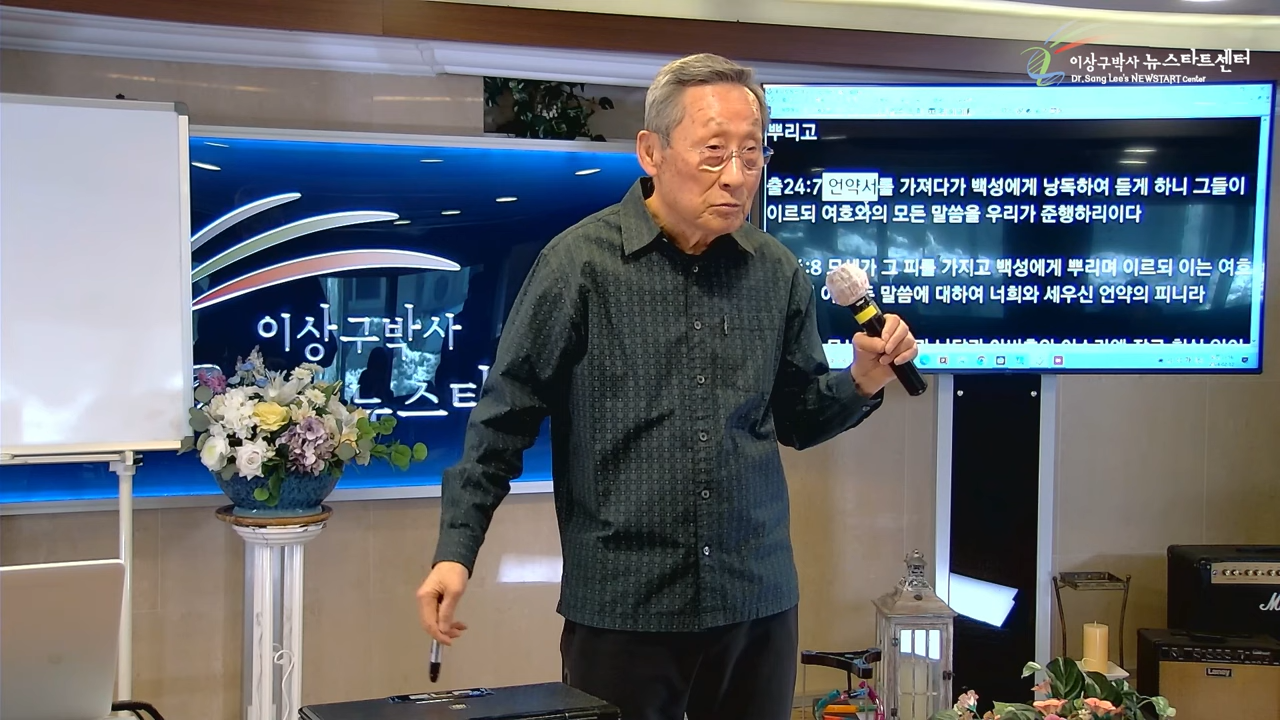 이상구박사 뉴스타트센터
Dr. Sang Lee's NEWSTART Center
뿌리고
출24:7 언약서를 가져다가 백성에게 낭독하여 듣게 하니 그들이
이르되 여호와의 모든 말씀을 우리가 준행하리이다
:8 모세가 그 피를 가지고 백성에게 뿌리며 이르되 이는 여호
말씀에 대하여 너희와 세우신 언약의 피니라
이상구박사
뉴스타
Laney